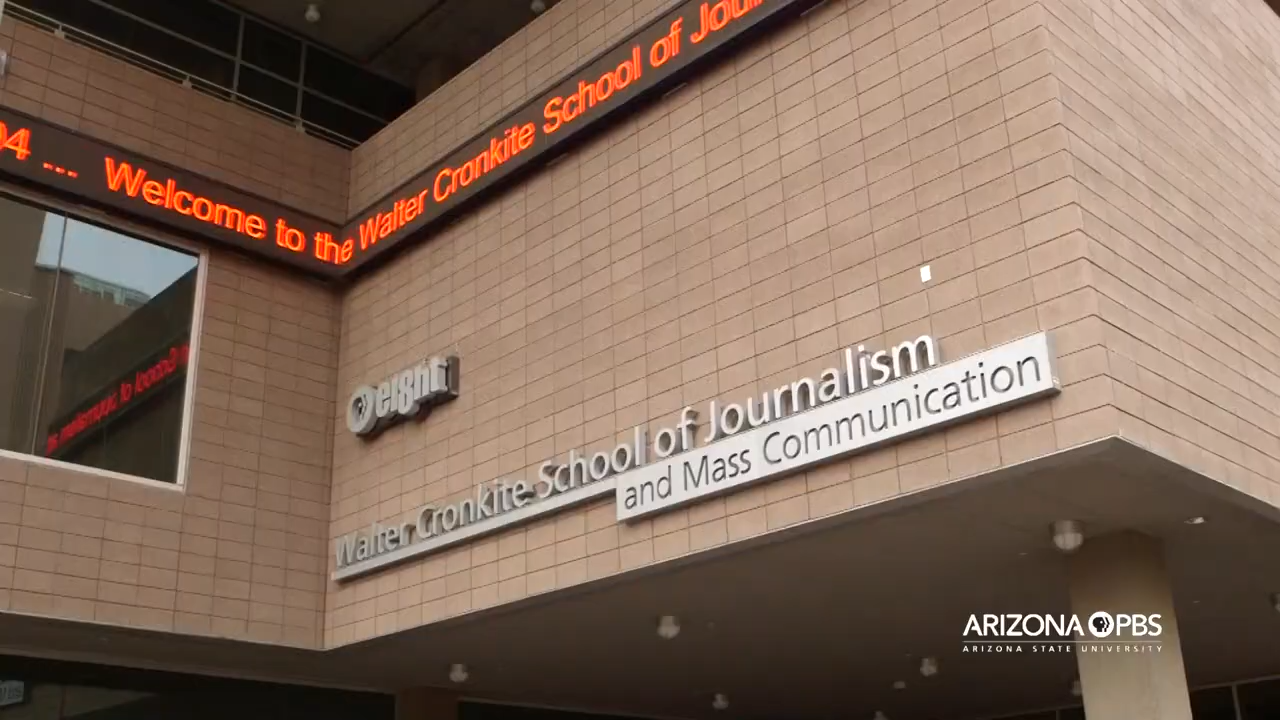 04 ... Welcome to the Walter Cronkite School of Jour
eight
Walter Cronkite School of Journalism
and Mass Communication
ARIZONA PBS
ARIZONA STATE UNIVERSITY